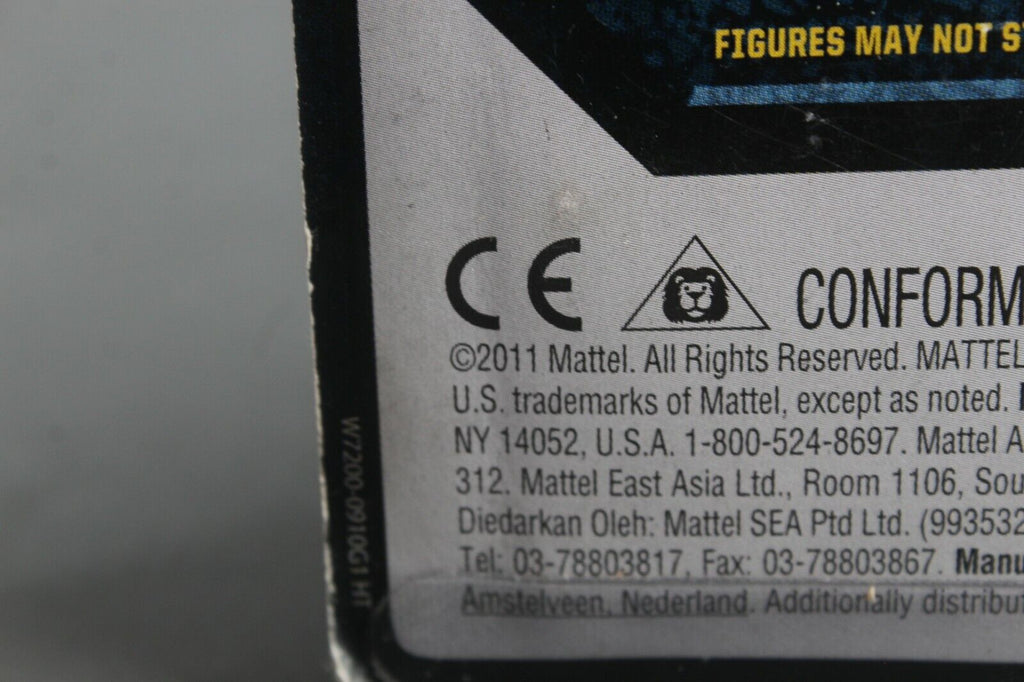 FIGURES MAY NOT S
CE CONFORM
©2011 Mattel. All Rights Reserved. MATTEL
U.S. trademarks of Mattel, except as noted.
NY 14052, U.S.A. 1-800-524-8697. Mattel A
312. Mattel East Asia Ltd., Room 1106, Sou
Diedarkan Oleh: Mattel SEA Ptd Ltd. (993532
Tel: 03-78803817, Fax: 03-78803867. Manu
Amstelveen, Nederland. Additionally distribut
W7200-0910G1 HT